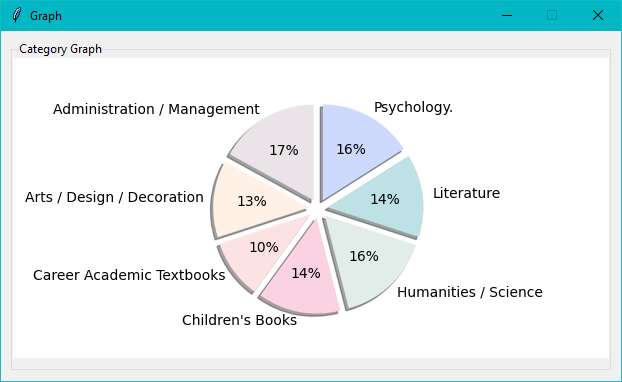 Graph
Category Graph
Administration / Management
Psychology.
17%
16%
Arts / Design / Decoration
13%
14%
Literature
10%
16%
Career Academic Textbooks
14%
Humanities / Science
Children's Books